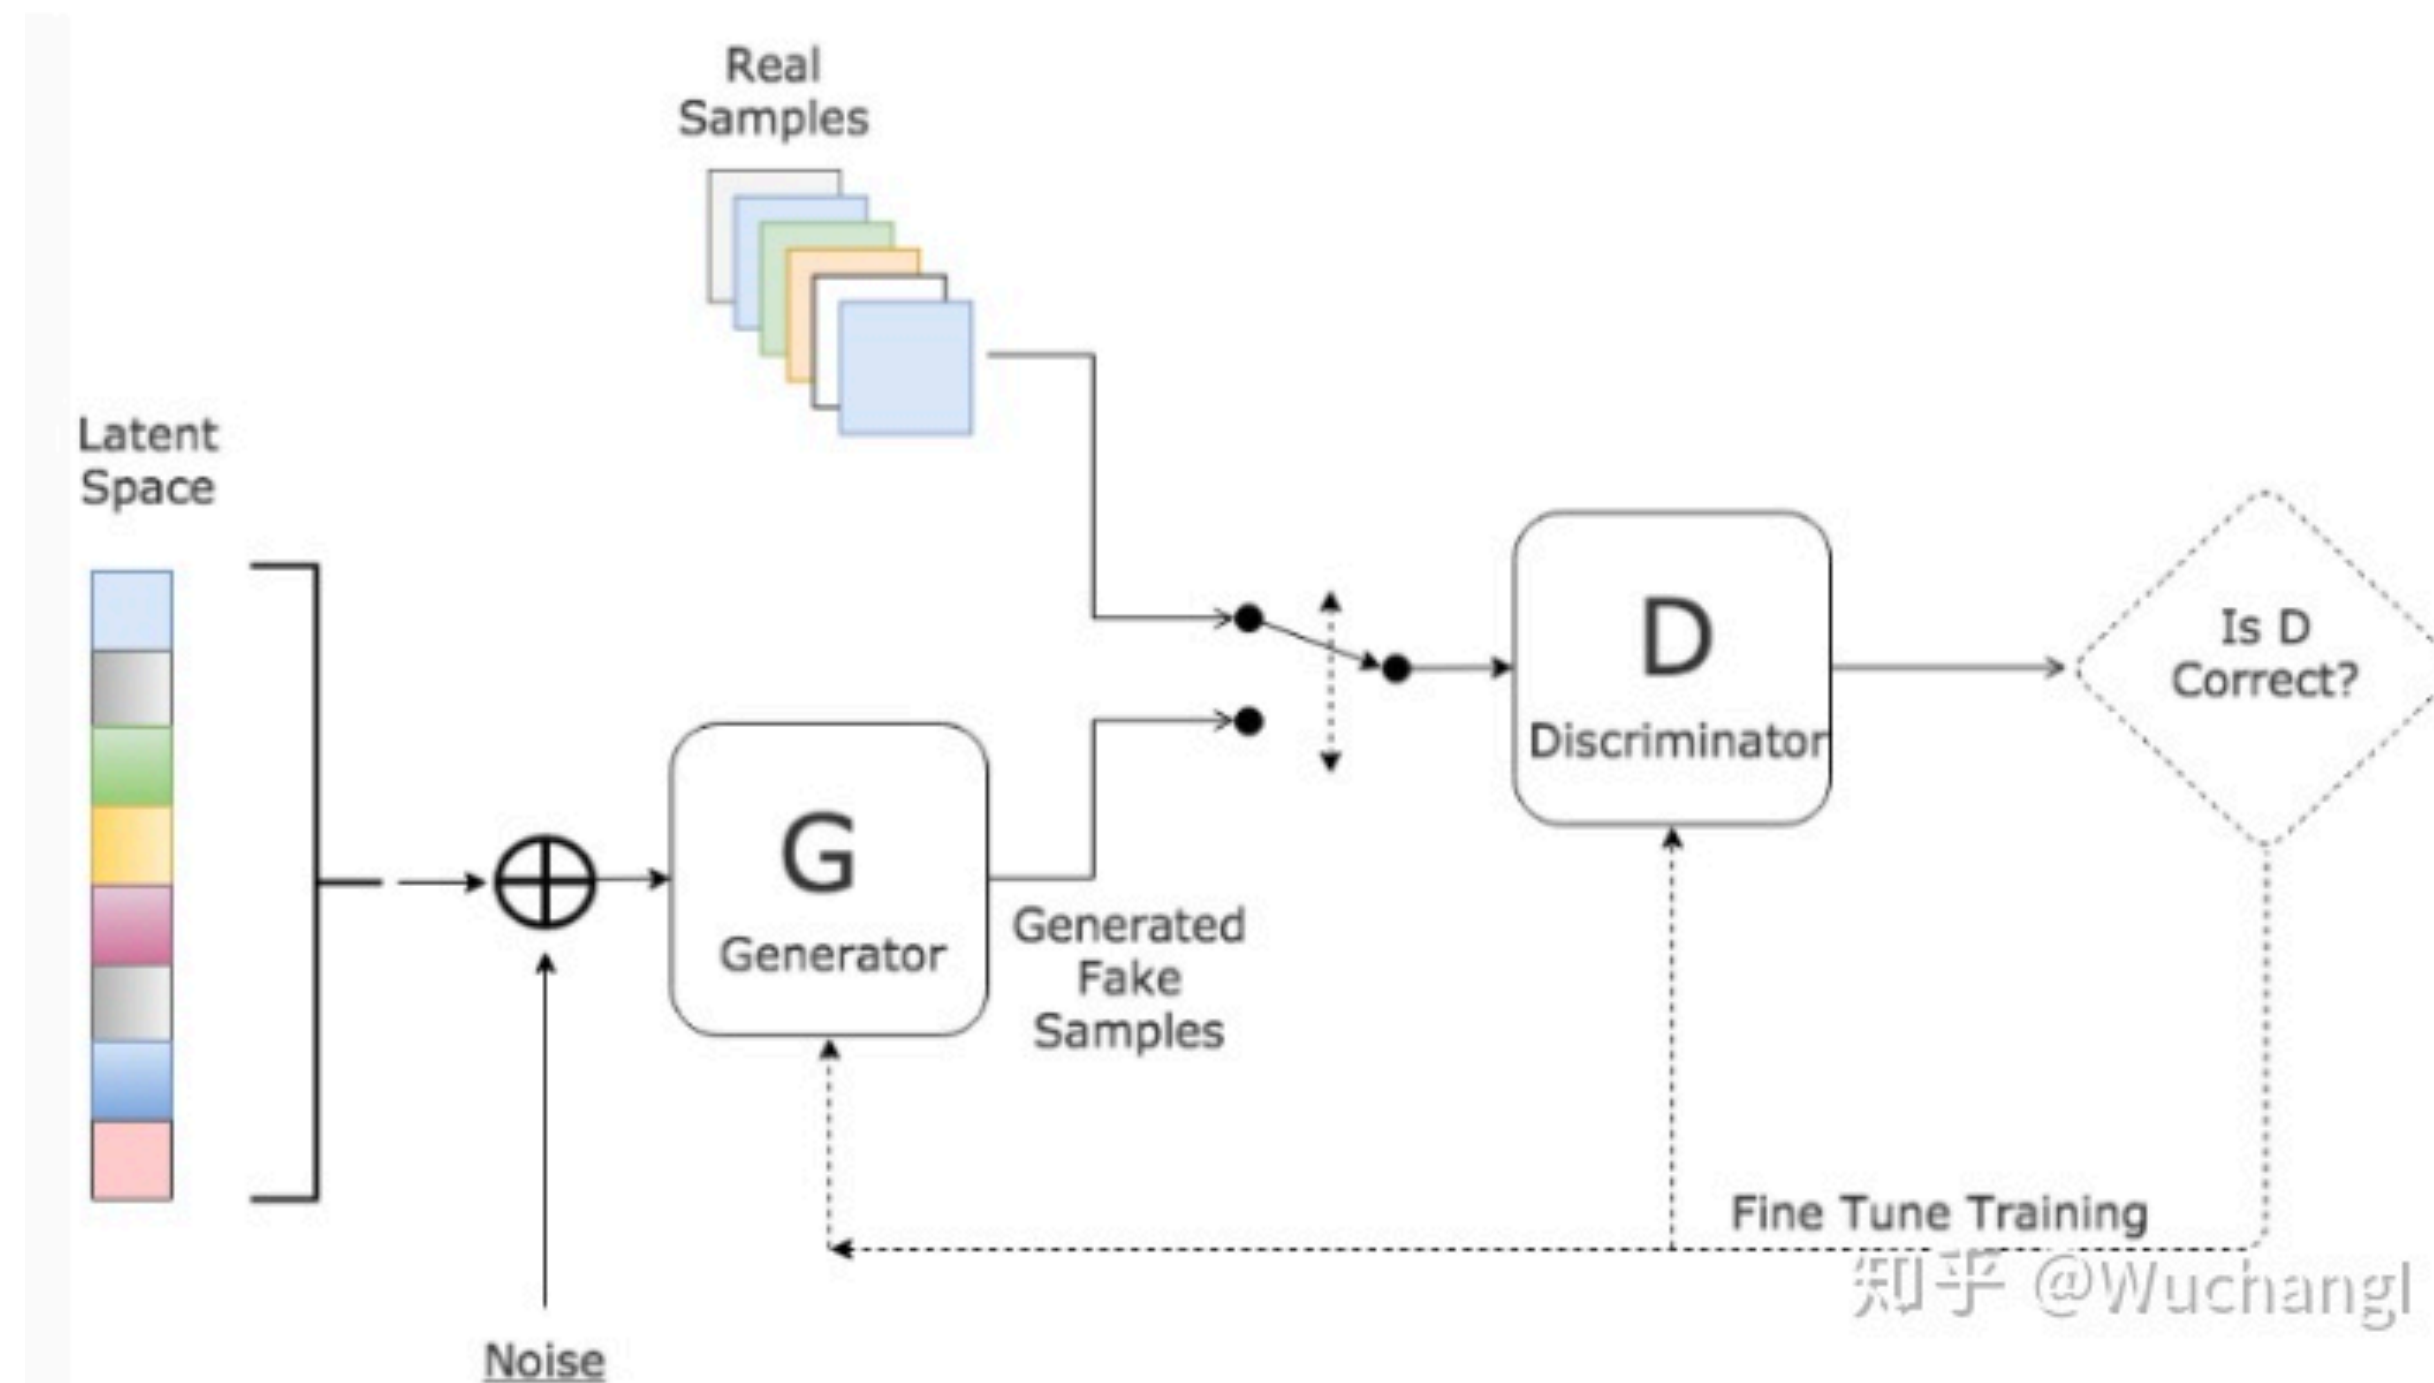 Real
Samples
Latent
Space
Is D
Correct?
D
Discriminator
G
Generator
Generated
Fake
Samples
Fine Tune Training
知乎 @Wuchangl
Noise